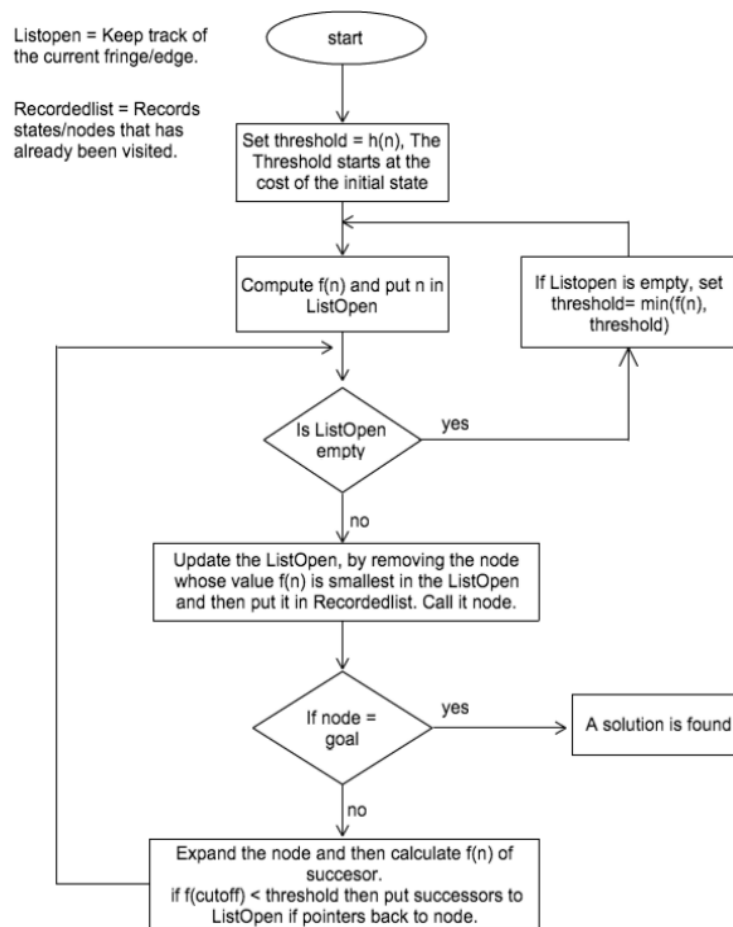 Listopen = Keep track of
the current fringe/edge.
Recordedlist = Records
states/nodes that has
already been visited.
start
Set threshold = h(n), The
Threshold starts at the
cost of the initial state
Compute f(n) and put n in
ListOpen
If Listopen is empty, set
threshold= min(f(n),
threshold)
Is ListOpen
empty
yes
no
Update the ListOpen, by removing the node
whose value f(n) is smallest in the ListOpen
and then put it in Recordedlist. Call it node.
If node =
goal
yes
A solution is found
no
Expand the node and then calculate f(n) of
succesor.
if f(cutoff) < threshold then put successors to
ListOpen if pointers back to node.